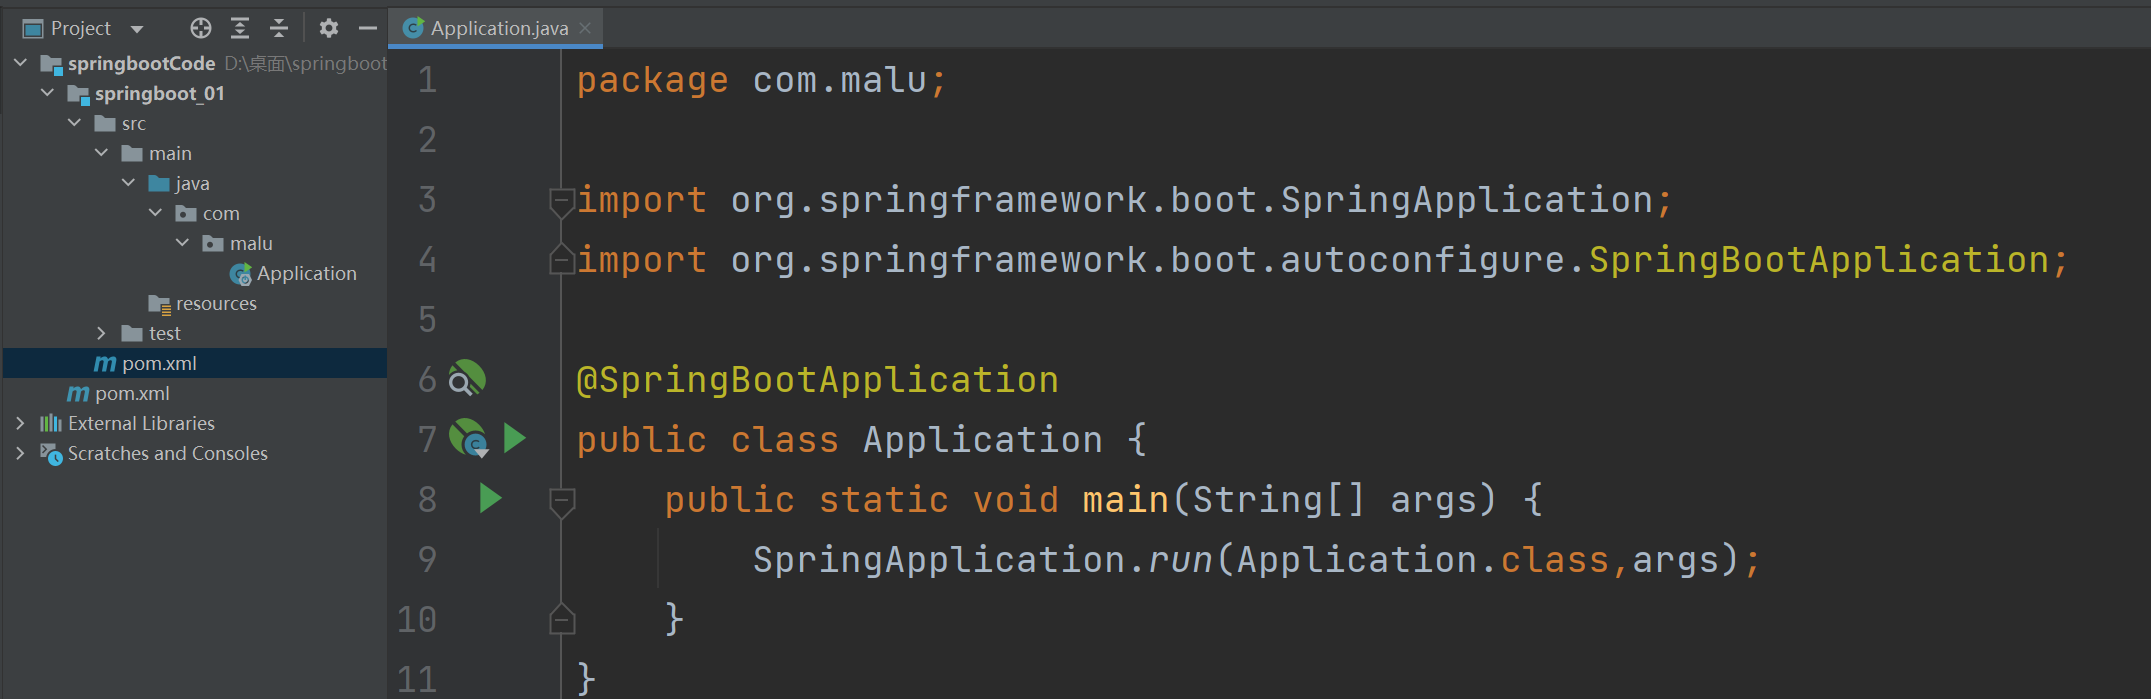 Project
springbootCode D:\桌面\springboot
springboot_01
src
main
java
com
malu
Application
resources
test
pom.xml
pom.xml
External Libraries
Scratches and Consoles
Application.java
1 package com.malu;
2
3 import org.springframework.boot.SpringApplication;
4 import org.springframework.boot.autoconfigure.SpringBootApplication;
5
6 @SpringBootApplication
7 public class Application {
8 public static void main(String[] args) {
9 SpringApplication.run(Application.class,args);
10 }
11 }